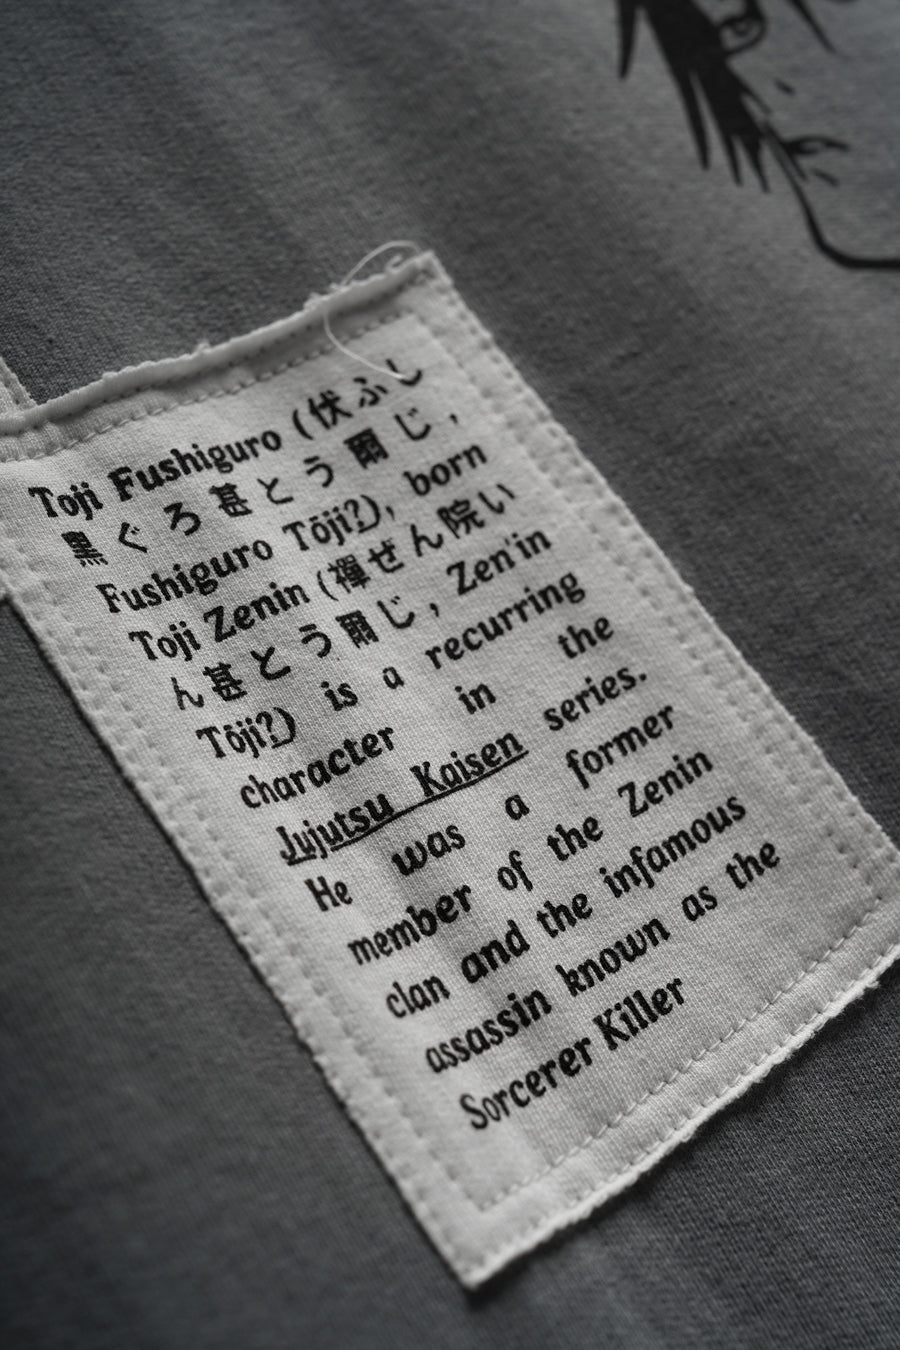 Toji Fushiguro (伏ふし
黒ぐろ甚とう爾じ,
Fushiguro Tōji?), born
Toji Zenin (禪ぜん院い
ん甚とう爾じ, Zen'in
Tōji?) is a recurring
character in the
Jujutsu Kaisen series.
He was a former
member of the Zenin
clan and the infamous
assassin known as the
Sorcerer Killer